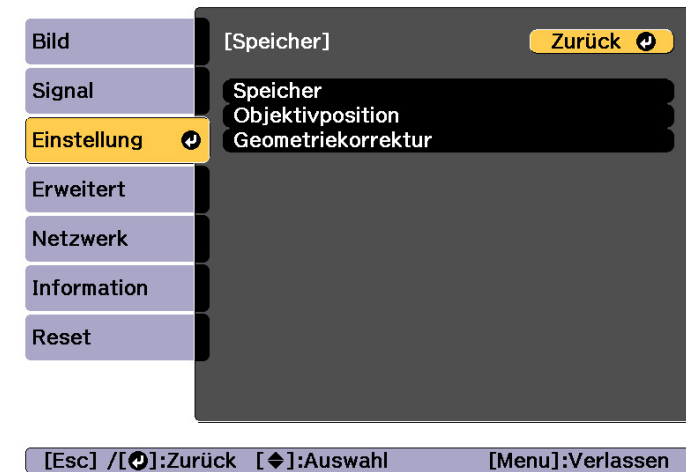 Bild
Signal
Einstellung
Erweitert
Netzwerk
Information
Reset
[Speicher] Zurück
Speicher
Objektivposition
Geometriekorrektur
[Esc] /[⏎]:Zurück [◆]:Auswahl [Menu]:Verlassen